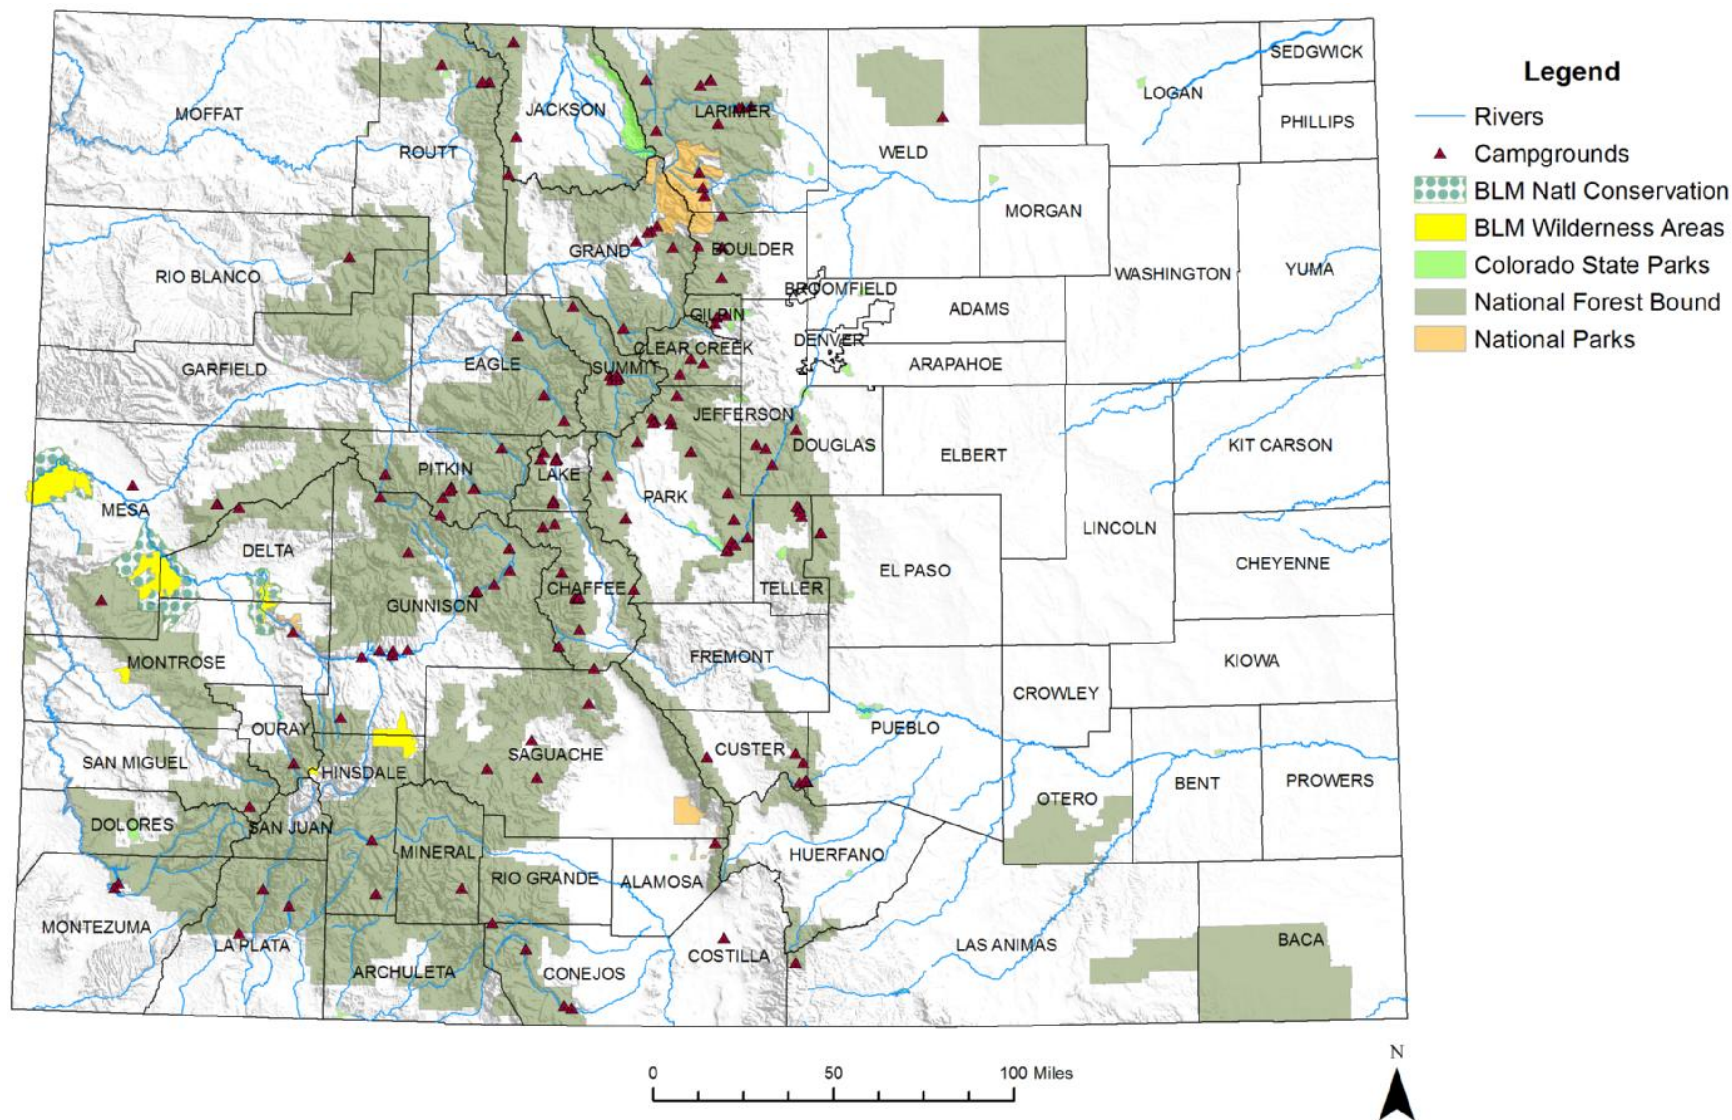 SEDGWICK
Legend
MOFFAT
JACKSON
LARIMER
LOGAN
PHILLIPS
Rivers
ROUTT
WELD
Campgrounds
BLM Natl Conservation
MORGAN
BLM Wilderness Areas
GRAND
BOULDER
RIO BLANCO
WASHINGTON
YUMA
Colorado State Parks
BROOMFIELD
National Forest Bound
GILPIN
ADAMS
DENVER
National Parks
CLEAR CREEK
GARFIELD
EAGLE
SUMMIT
ARAPAHOE
JEFFERSON
DOUGLAS
KIT CARSON
ELBERT
PITKIN
LAKE
PARK
MESA
LINCOLN
DELTA
CHEYENNE
EL PASO
CHAFFEE
TELLER
GUNNISON
MONTROSE
FREMONT
KIOWA
CROWLEY
OURAY
PUEBLO
SAGUACHE
CUSTER
SAN MIGUEL
HINSDALE
BENT
PROWERS
OTERO
DOLORES
SAN JUAN
MINERAL
HUERFANO
RIO GRANDE
ALAMOSA
MONTEZUMA
BACA
LA PLATA
LAS ANIMAS
COSTILLA
ARCHULETA
CONEJOS
N
0 50 100 Miles